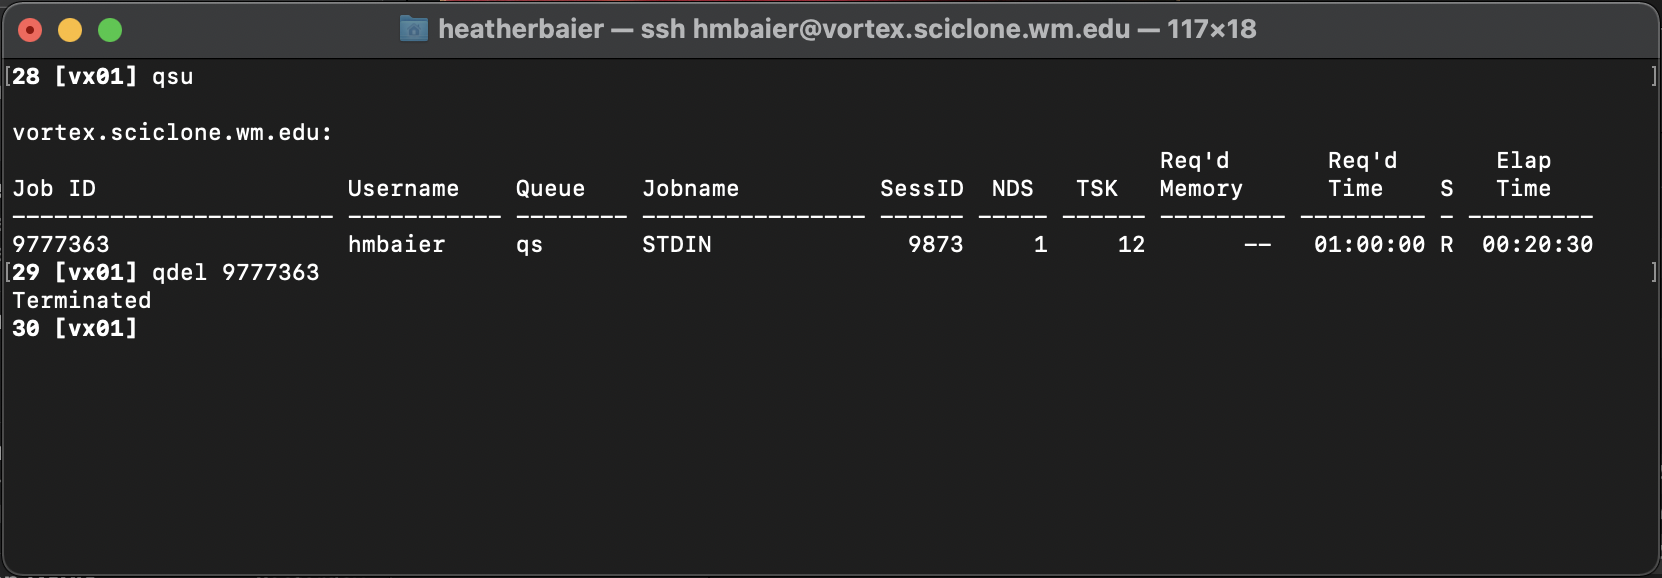 heatherbaier — ssh hmbaier@vortex.sciclone.wm.edu — 117×18
[28 [vx01] qsu ]
vortex.sciclone.wm.edu:
Req'd Req'd Elap
Job ID Username Queue Jobname SessID NDS TSK Memory Time S Time
----------------------- ----------- -------- ---------------- ------ ----- ------ --------- --------- - ---------
9777363 hmbaier qs STDIN 9873 1 12 -- 01:00:00 R 00:20:30
[29 [vx01] qdel 9777363 ]
Terminated
30 [vx01]